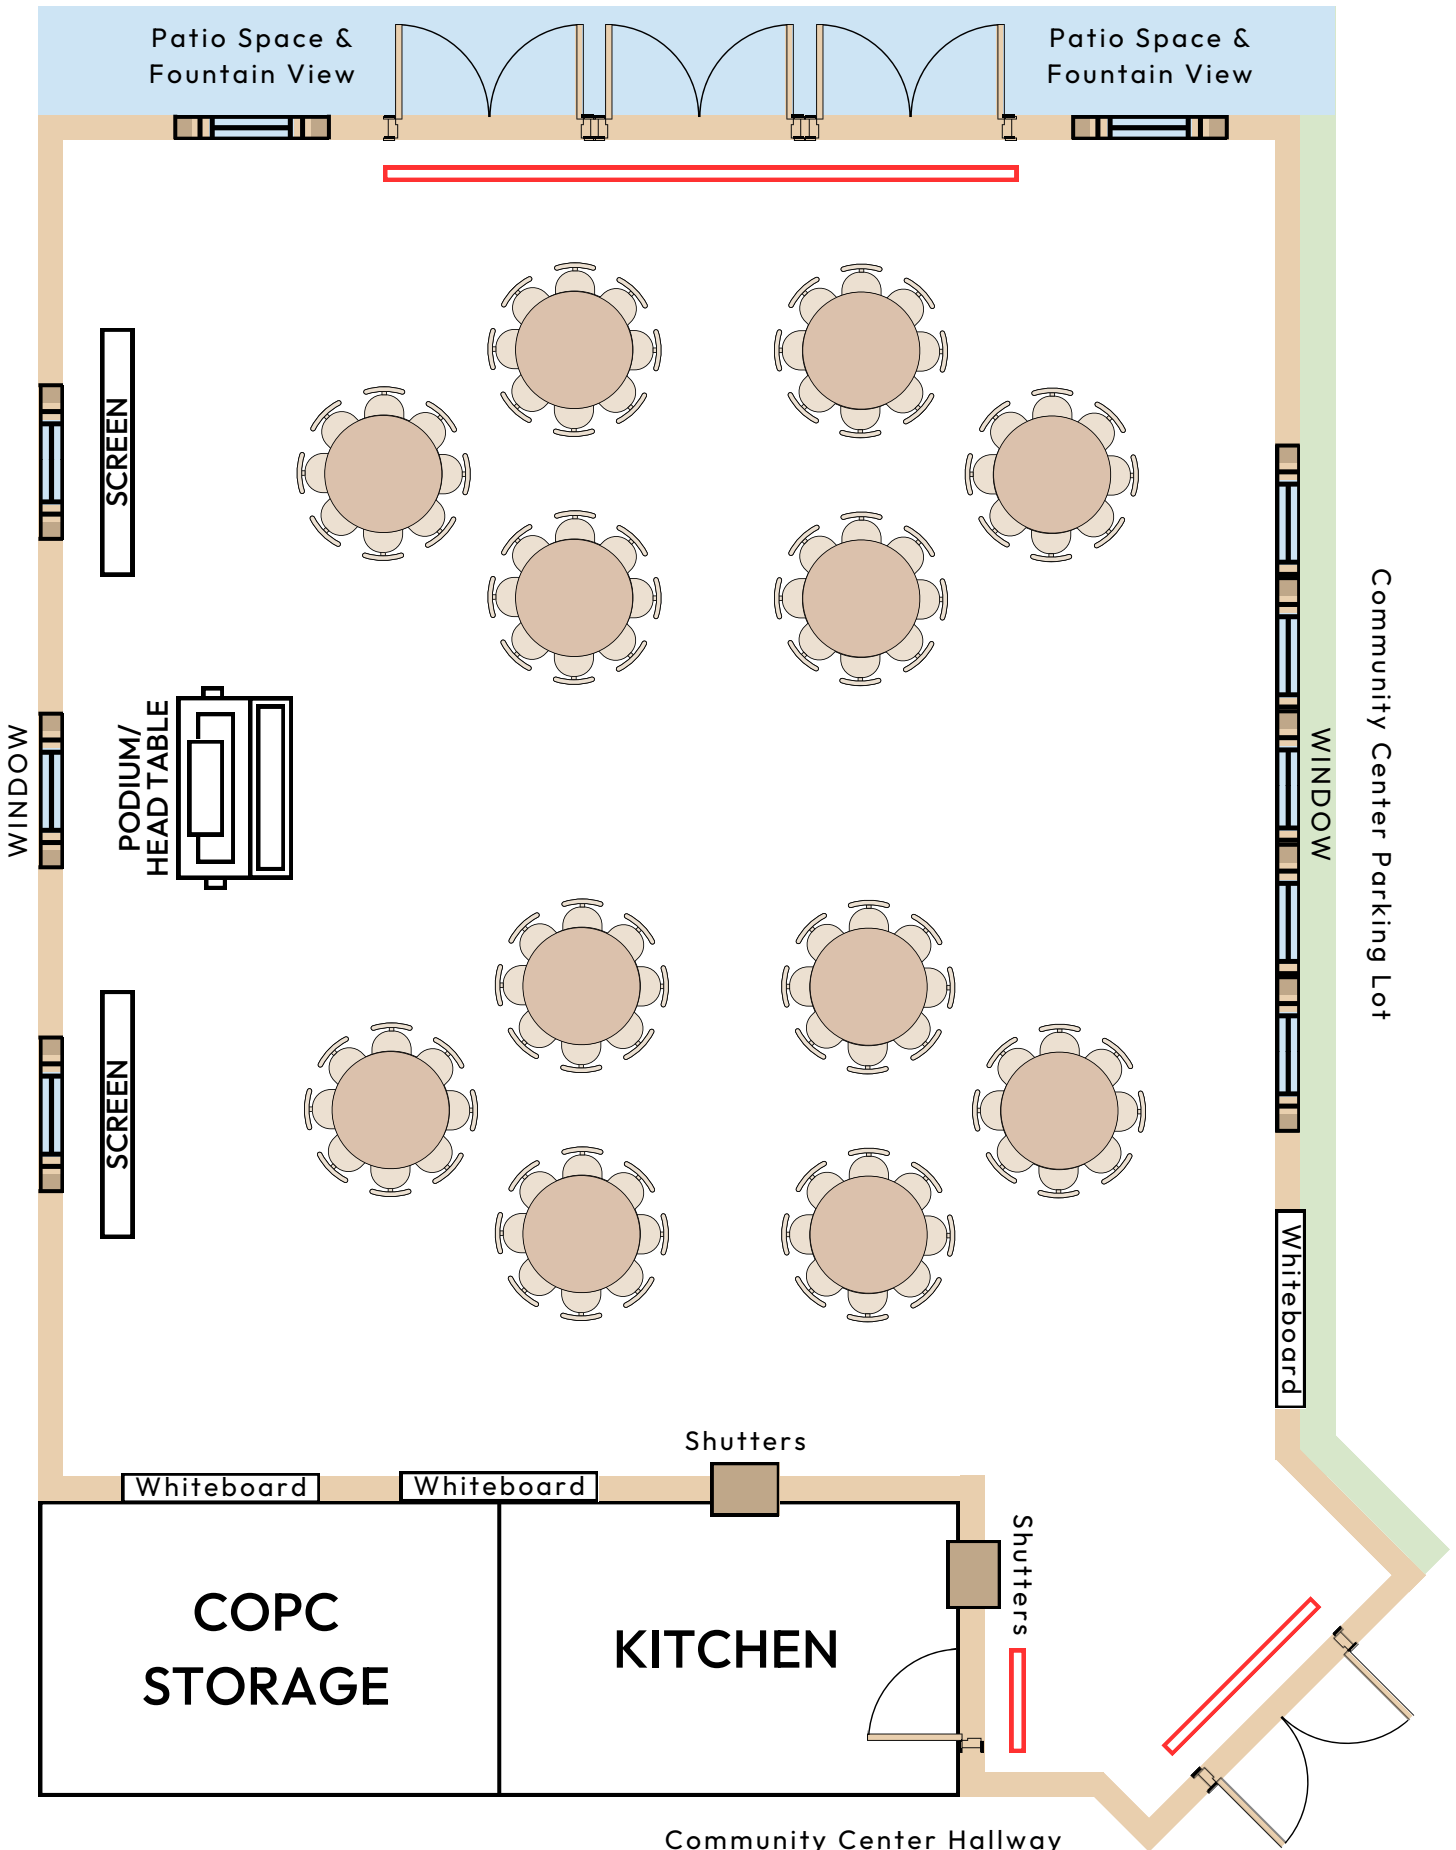 Patio Space &
Fountain View
Patio Space &
Fountain View
SCREEN
PODIUM/
HEAD TABLE
WINDOW
WINDOW
Community Center Parking Lot
SCREEN
Whiteboard
Shutters
Whiteboard
Whiteboard
Shutters
COPC
STORAGE
KITCHEN
Community Center Hallway